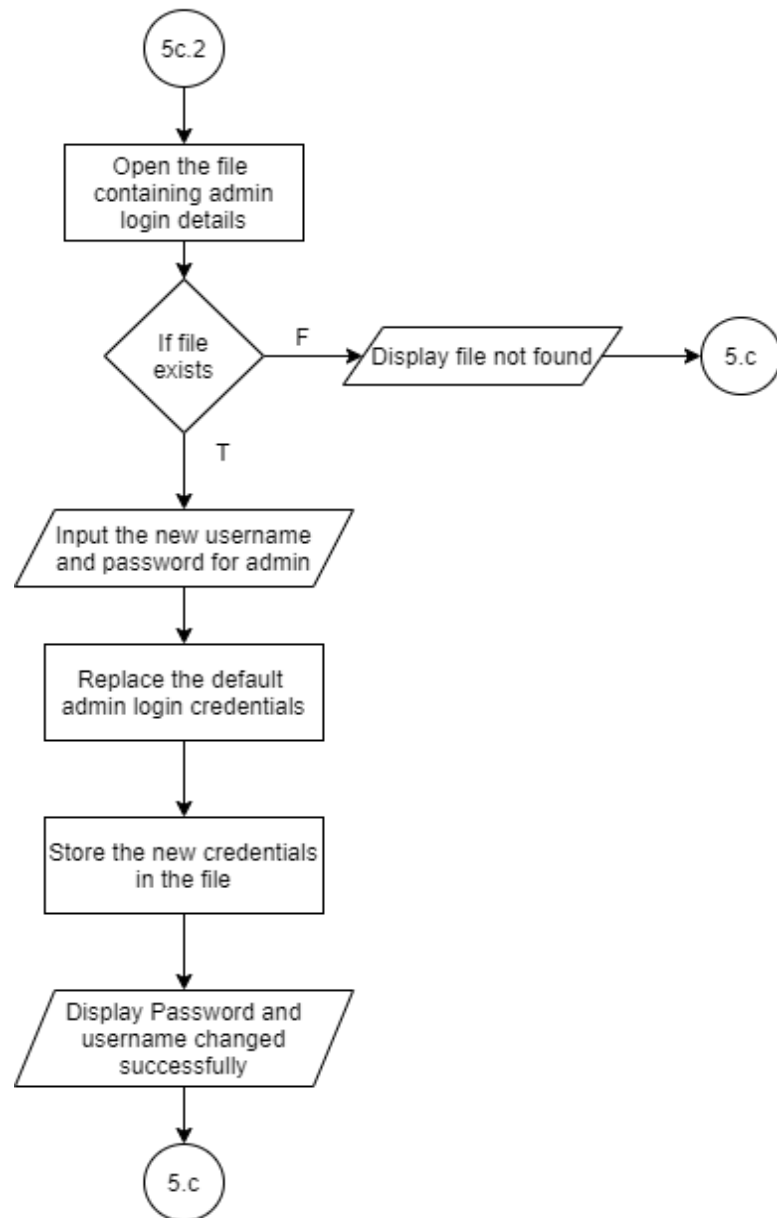 5c.2
Open the file
containing admin
login details
If file
exists
F
Display file not found
5.c
T
Input the new username
and password for admin
Replace the default
admin login credentials
Store the new credentials
in the file
Display Password and
username changed
successfully
5.c